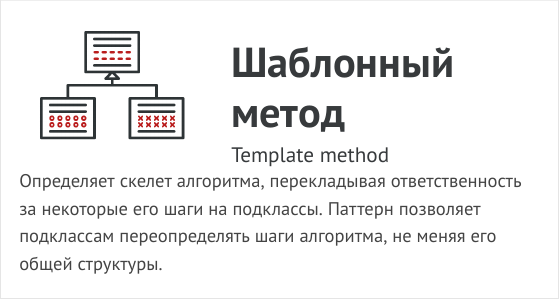 Шаблонный
метод
Template method
Определяет скелет алгоритма, перекладывая ответственность
за некоторые его шаги на подклассы. Паттерн позволяет
подклассам переопределять шаги алгоритма, не меняя его
общей структуры.